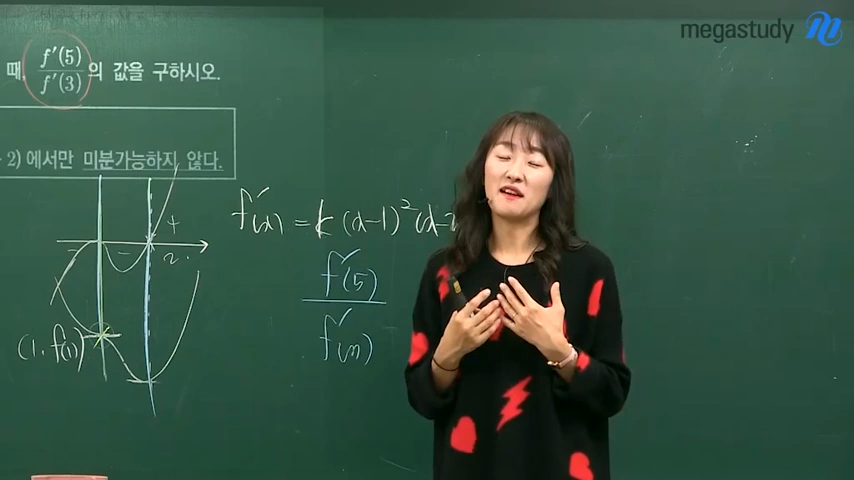 megastudy
때, f'(5)/f'(3) 의 값을 구하시오.
2)에서만 미분가능하지 않다.
f'(x) = k (x-1)² (x-
+
- -
2
f'(5)
f'(x)
(1, f(1))